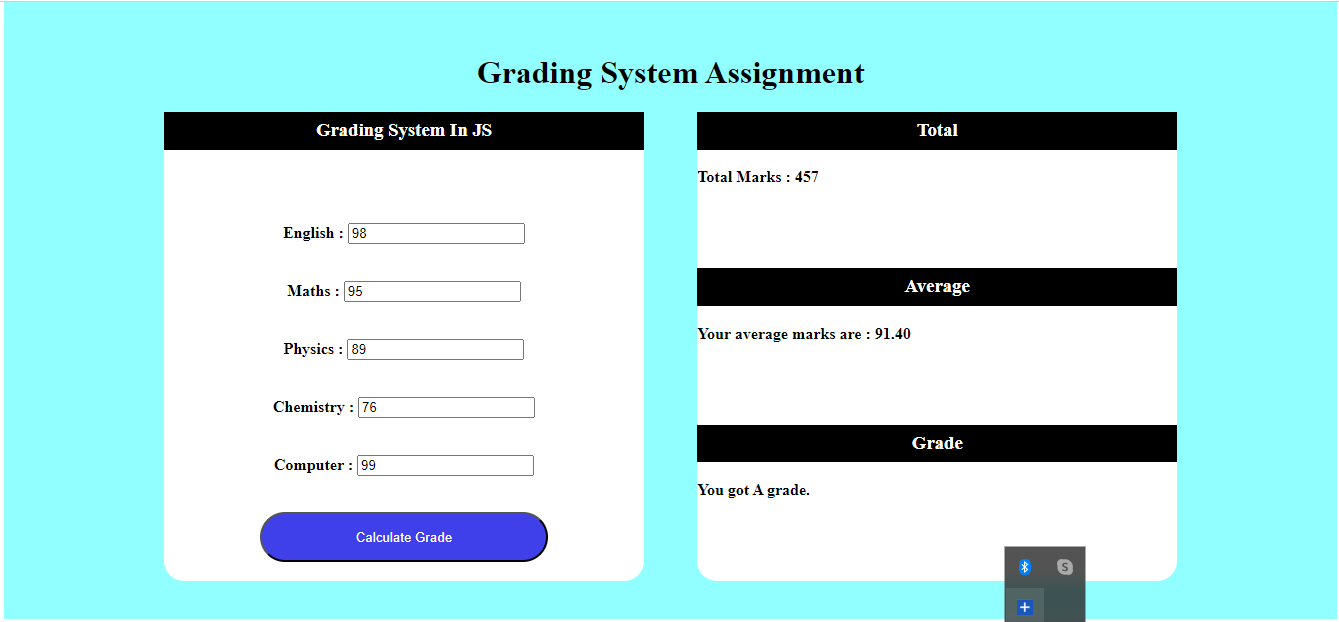 Grading System Assignment
Grading System In JS
English : 98
Maths : 95
Physics : 89
Chemistry : 76
Computer : 99
Calculate Grade
Total
Total Marks : 457
Average
Your average marks are : 91.40
Grade
You got A grade.
S